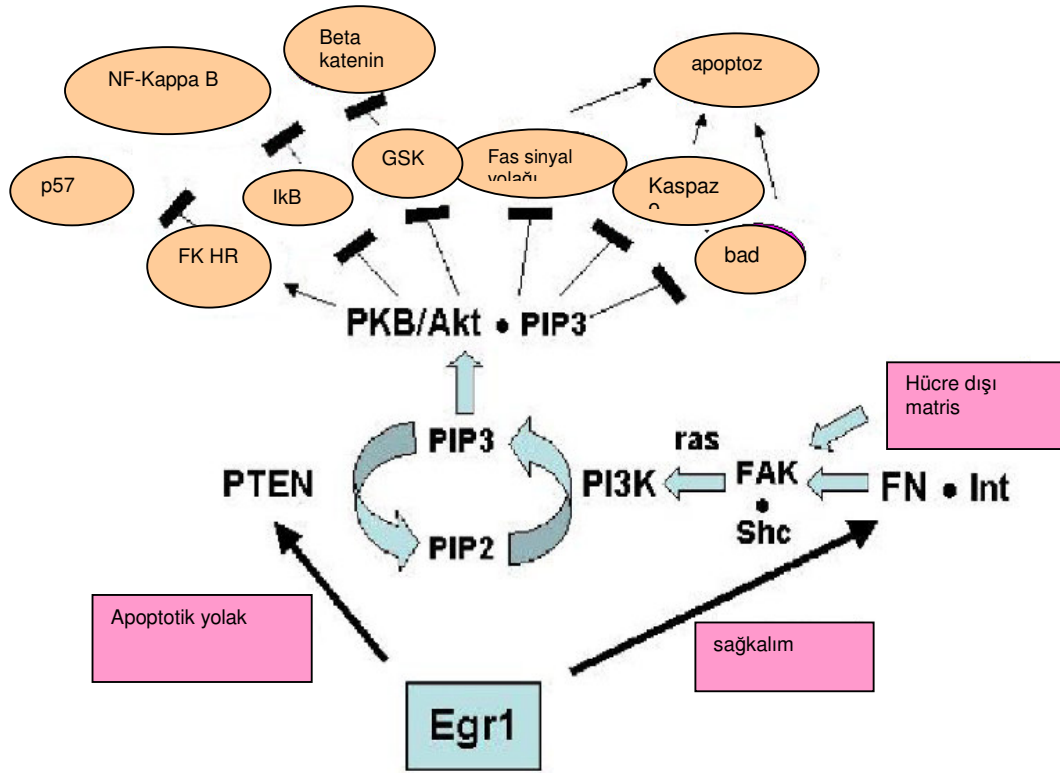 Beta
katenin
NF-Kappa B
apoptoz
GSK
Fas sinyal
yolağı
p57
IkB
Kaspaz
FK HR
bad
PKB/Akt • PIP3
Hücre dışı
matris
PIP3
ras
PTEN
PI3K
FAK
•
Shc
FN • Int
PIP2
Apoptotik yolak
sağkalım
Egr1